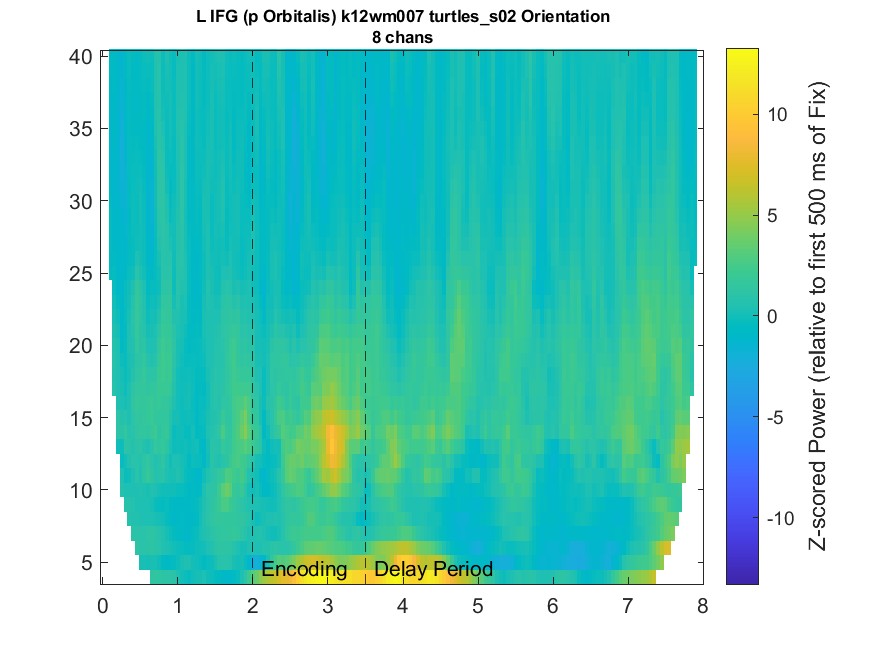 L IFG (p Orbitalis) k12wm007 turtles_s02 Orientation
8 chans
40
35
30
25
20
15
10
5
Encoding
Delay Period
0 1 2 3 4 5 6 7 8
10
5
0
-5
-10
Z-scored Power (relative to first 500 ms of Fix)